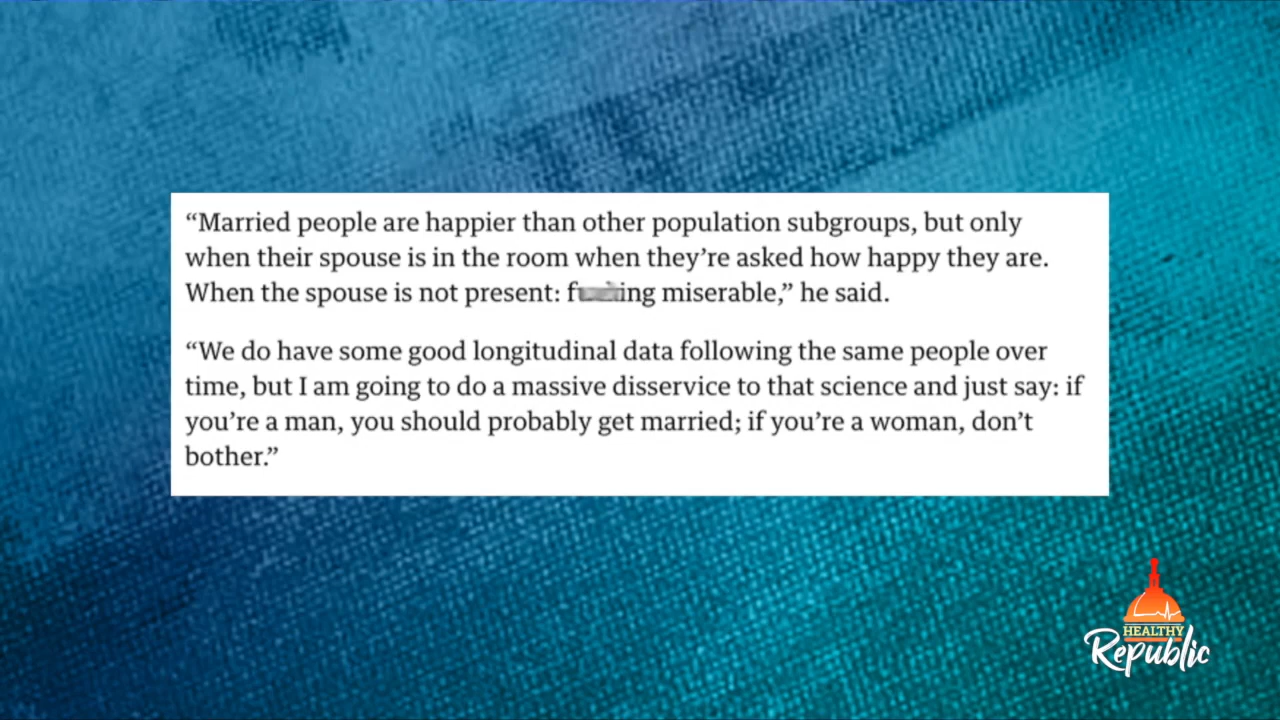 “Married people are happier than other population subgroups, but only
when their spouse is in the room when they’re asked how happy they are.
When the spouse is not present: f ing miserable,” he said.
“We do have some good longitudinal data following the same people over
time, but I am going to do a massive disservice to that science and just say: if
you’re a man, you should probably get married; if you’re a woman, don’t
bother.”
HEALTHY
Republic